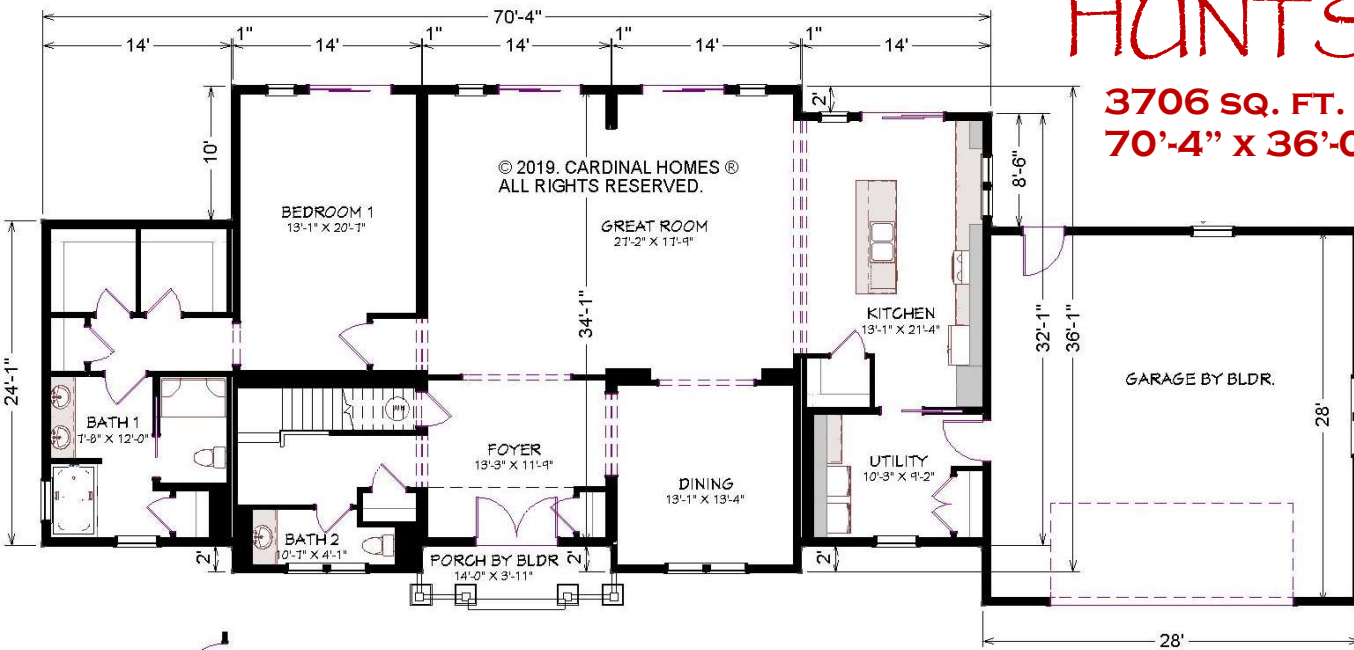 70'-4"
HUNTS
14' 1" 14' 1" 14' 1" 14' 1" 14'
3706 SQ. FT.
70'-4" X 36'-0
2'
10'
© 2019. CARDINAL HOMES ®
ALL RIGHTS RESERVED.
8'-6"
BEDROOM 1
13'-1" X 20'-7"
GREAT ROOM
27'-2" X 17'-9"
34'-1"
KITCHEN
13'-1" X 21'-4"
32'-1"
36'-1"
24'-1"
GARAGE BY BLDR.
28'
BATH 1
7'-8" X 12'-0"
WH
FOYER
13'-3" X 11'-9"
DINING
13'-1" X 13'-4"
UTILITY
10'-3" X 9'-2"
BATH 2
10'-7" X 4'-1"
2'
PORCH BY BLDR
14'-0" X 3'-11"
2'
2'
28'